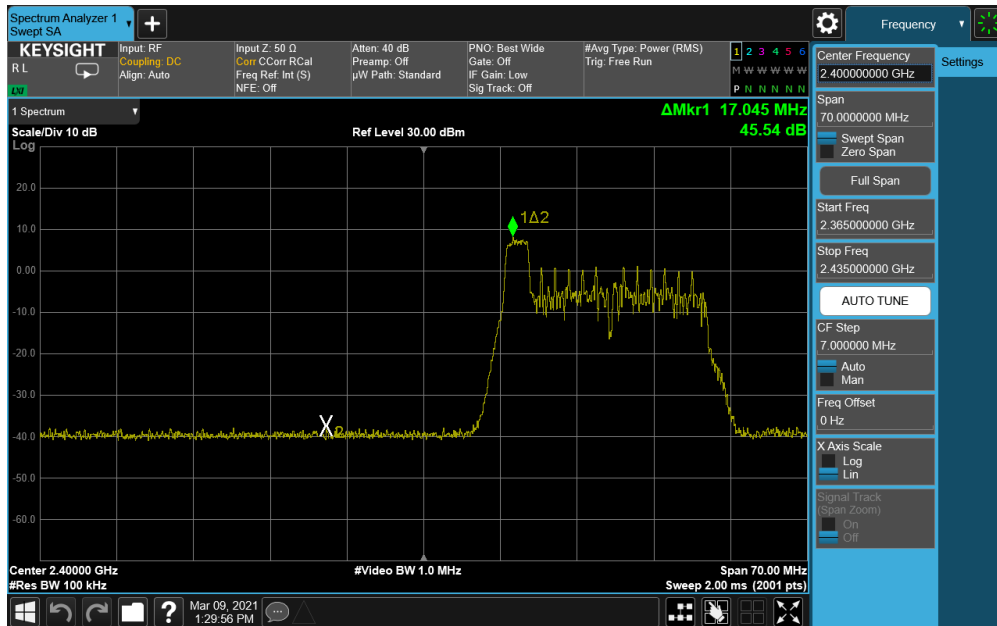 Spectrum Analyzer 1
Swept SA
+
Frequency
KEYSIGHT
R L
LXI
Input: RF
Coupling: DC
Align: Auto
Input Z: 50 Ω
Corr CCorr RCal
Freq Ref: Int (S)
NFE: Off
Atten: 40 dB
Preamp: Off
µW Path: Standard
PNO: Best Wide
Gate: Off
IF Gain: Low
Sig Track: Off
#Avg Type: Power (RMS)
Trig: Free Run
1 2 3 4 5 6
M W W W W W
P N N N N N
1 Spectrum
Scale/Div 10 dB
Log
Ref Level 30.00 dBm
ΔMkr1 17.045 MHz
45.54 dB
20.0
10.0
0.00
-10.0
-20.0
-30.0
-40.0
-50.0
-60.0
1Δ2
X2
Center 2.40000 GHz
#Res BW 100 kHz
#Video BW 1.0 MHz
Span 70.00 MHz
Sweep 2.00 ms (2001 pts)
Center Frequency
2.400000000 GHz
Settings
Span
70.0000000 MHz
Swept Span
Zero Span
Full Span
Start Freq
2.365000000 GHz
Stop Freq
2.435000000 GHz
AUTO TUNE
CF Step
7.000000 MHz
Auto
Man
Freq Offset
0 Hz
X Axis Scale
Log
Lin
Signal Track
(Span Zoom)
On
Off
?
Mar 09, 2021
1:29:56 PM